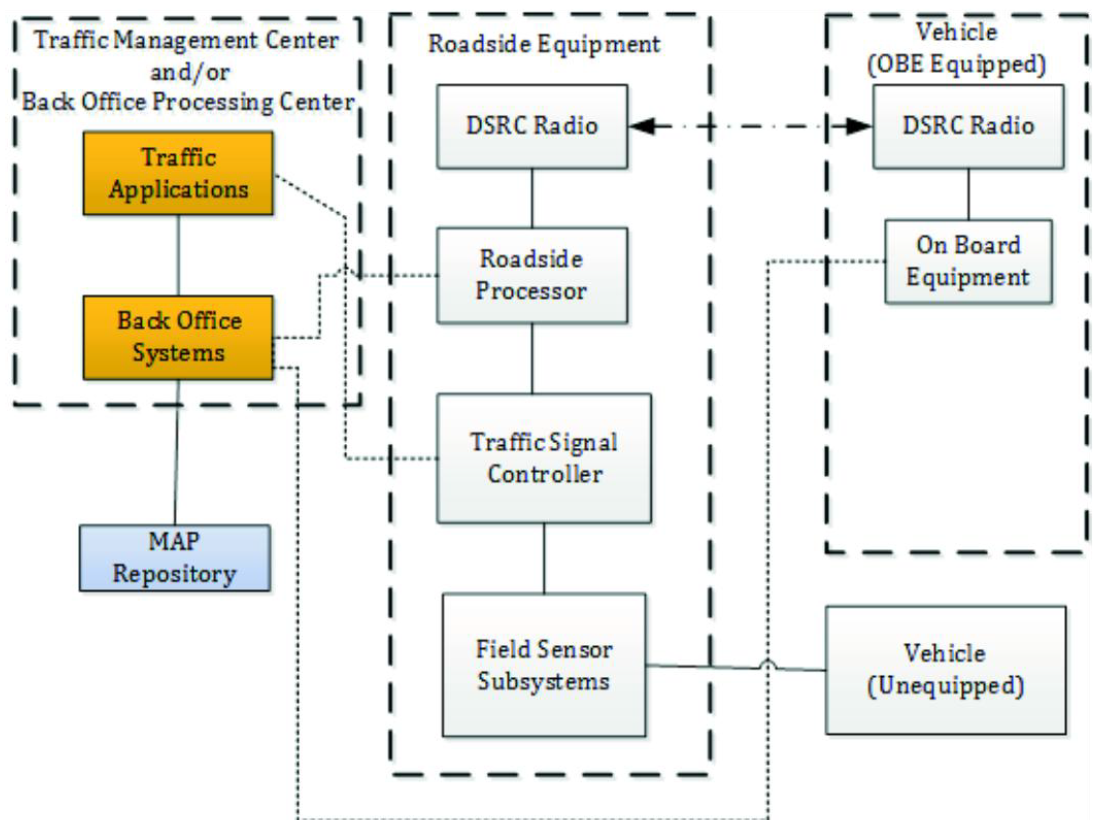 Traffic Management Center
and/or
Back Office Processing Center
Traffic
Applications
Back Office
Systems
MAP
Repository
Roadside Equipment
DSRC Radio
Roadside
Processor
Traffic Signal
Controller
Field Sensor
Subsystems
Vehicle
(OBE Equipped)
DSRC Radio
On Board
Equipment
Vehicle
(Unequipped)